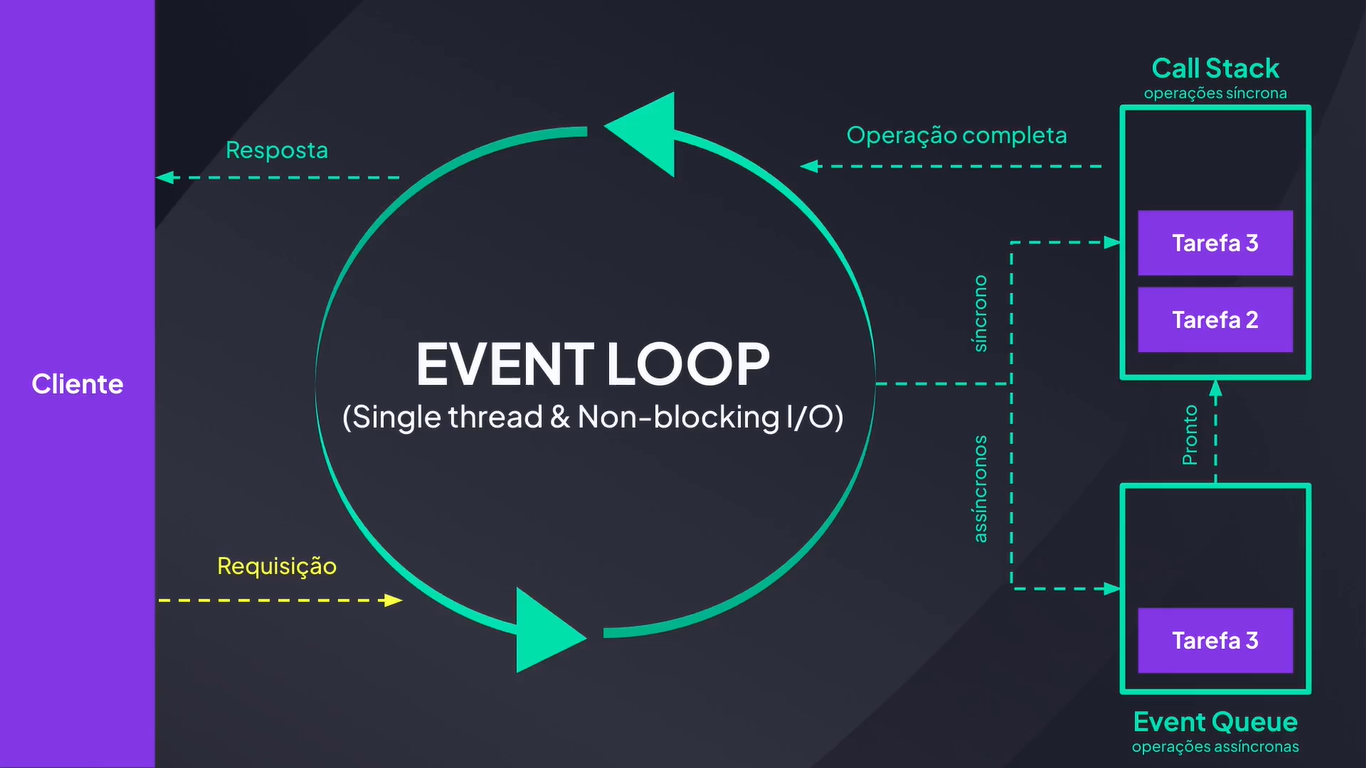 Call Stack
operações síncrona
Resposta
Operação completa
Tarefa 3
síncrono
Tarefa 2
EVENT LOOP
Cliente
(Single thread & Non-blocking I/O)
Pronto
assíncronos
Requisição
Tarefa 3
Event Queue
operações assíncronas